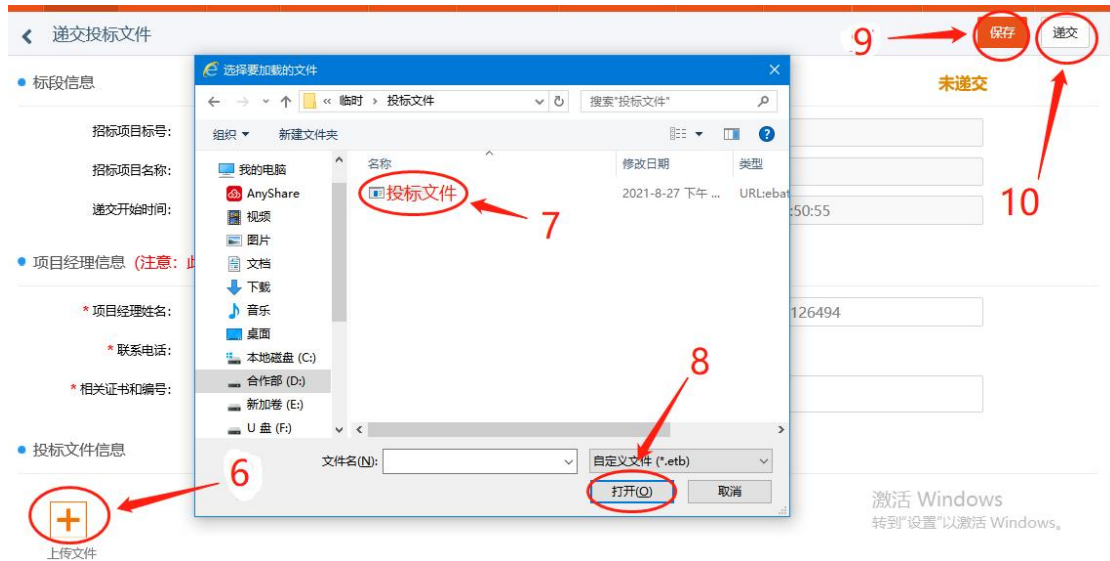 递交投标文件
9
保存
递交
标段信息
未递交
选择要加载的文件
« 临时 › 投标文件
搜索"投标文件"
组织
新建文件夹
招标项目标号:
招标项目名称:
递交开始时间:
:50:55
10
我的电脑
AnyShare
视频
图片
文档
下载
音乐
桌面
本地磁盘 (C:)
合作部 (D:)
新加卷 (E:)
U 盘 (F:)
名称
修改日期
类型
投标文件
2021-8-27 下午 ...
URL:ebat
7
项目经理信息 (注意:
* 项目经理姓名:
126494
* 联系电话:
* 相关证书和编号:
8
投标文件信息
文件名(N):
自定义文件 (*.etb)
打开(O)
取消
6
上传文件
激活 Windows
转到"设置"以激活 Windows。